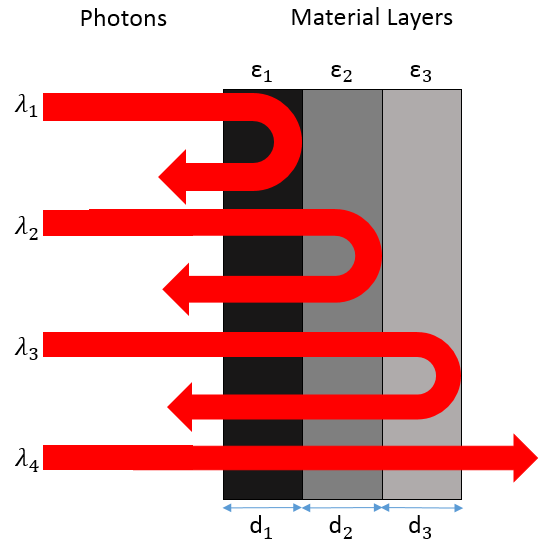 Photons Material Layers
ε₁ ε₂ ε₃
λ₁
λ₂
λ₃
λ₄
d₁ d₂ d₃